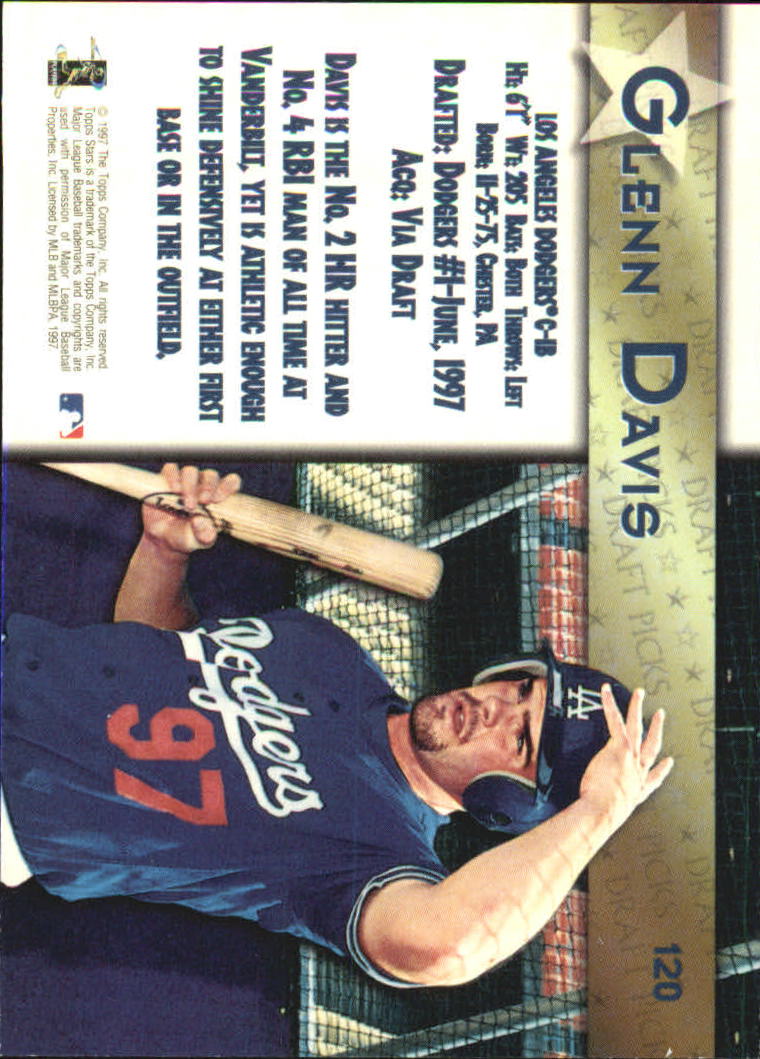 GLENN DAVIS
120
LOS ANGELES DODGERS® C-1B
HT: 6'1" WT: 205 BATS: BOTH THROWS: LEFT
BORN: 11-25-75, CHESTER, PA
DRAFTED: DODGERS #1-JUNE, 1997
ACQ: VIA DRAFT
DAVIS IS THE NO. 2 HR HITTER AND
NO. 4 RBI MAN OF ALL TIME AT
VANDERBILT, YET IS ATHLETIC ENOUGH
TO SHINE DEFENSIVELY AT EITHER FIRST
BASE OR IN THE OUTFIELD.
© 1997 The Topps Company, Inc. All rights reserved
Topps Stars is a trademark of the Topps Company, Inc.
Major League Baseball trademarks and copyrights are
used with permission of Major League Baseball
Properties, Inc. Licensed by MLB and MLBPA 1997
LA
Dodgers
97